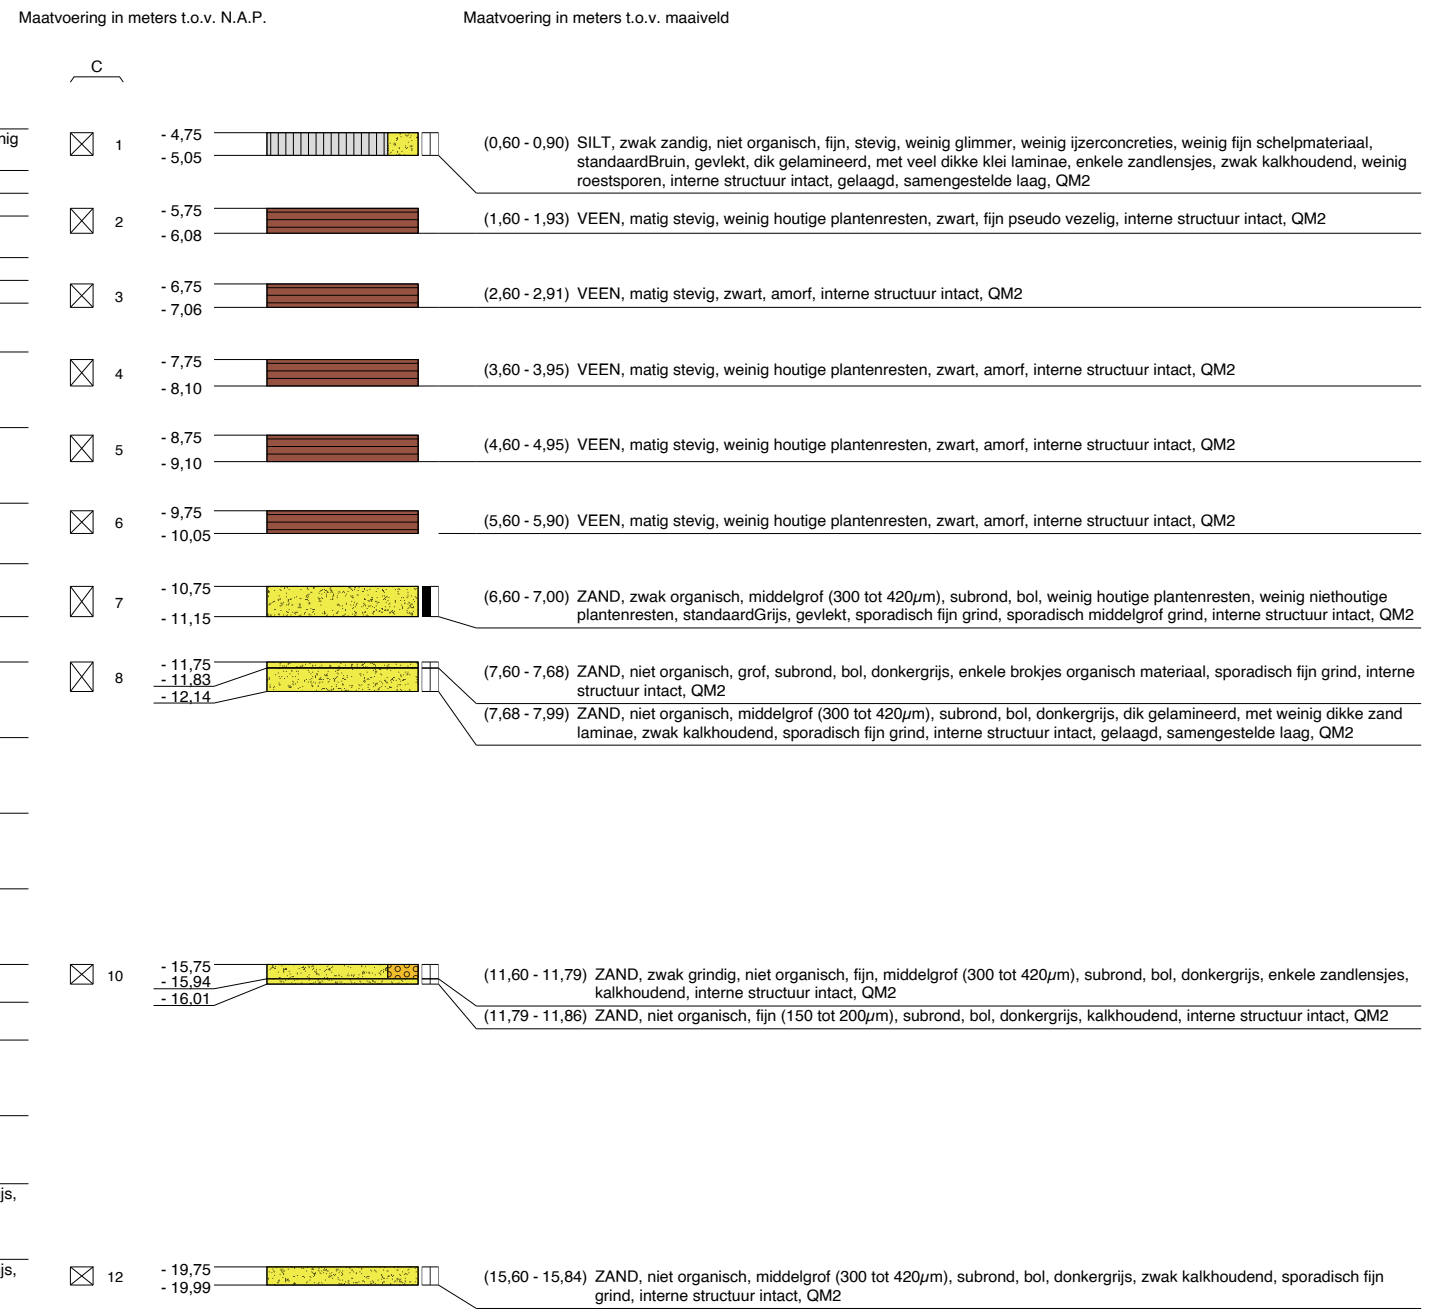 Maatvoering in meters t.o.v. N.A.P. Maatvoering in meters t.o.v. maaiveld
C
nig
1 - 4,75 - 5,05 (0,60 - 0,90) SILT, zwak zandig, niet organisch, fijn, stevig, weinig glimmer, weinig ijzerconcreties, weinig fijn schelpmateriaal,
standaardBruin, gevlekt, dik gelamineerd, met veel dikke klei laminae, enkele zandlensjes, zwak kalkhoudend, weinig
roestsporen, interne structuur intact, gelaagd, samengestelde laag, QM2
2 - 5,75 - 6,08 (1,60 - 1,93) VEEN, matig stevig, weinig houtige plantenresten, zwart, fijn pseudo vezelig, interne structuur intact, QM2
3 - 6,75 - 7,06 (2,60 - 2,91) VEEN, matig stevig, zwart, amorf, interne structuur intact, QM2
4 - 7,75 - 8,10 (3,60 - 3,95) VEEN, matig stevig, weinig houtige plantenresten, zwart, amorf, interne structuur intact, QM2
5 - 8,75 - 9,10 (4,60 - 4,95) VEEN, matig stevig, weinig houtige plantenresten, zwart, amorf, interne structuur intact, QM2
6 - 9,75 - 10,05 (5,60 - 5,90) VEEN, matig stevig, weinig houtige plantenresten, zwart, amorf, interne structuur intact, QM2
7 - 10,75 - 11,15 (6,60 - 7,00) ZAND, zwak organisch, middelgrof (300 tot 420µm), subrond, bol, weinig houtige plantenresten, weinig niethoutige
plantenresten, standaardGrijs, gevlekt, sporadisch fijn grind, sporadisch middelgrof grind, interne structuur intact, QM2
8 - 11,75 - 11,83 - 12,14 (7,60 - 7,68) ZAND, niet organisch, grof, subrond, bol, donkergrijs, enkele brokjes organisch materiaal, sporadisch fijn grind, interne
structuur intact, QM2
(7,68 - 7,99) ZAND, niet organisch, middelgrof (300 tot 420µm), subrond, bol, donkergrijs, dik gelamineerd, met weinig dikke zand
laminae, zwak kalkhoudend, sporadisch fijn grind, interne structuur intact, gelaagd, samengestelde laag, QM2
10 - 15,75 - 15,94 - 16,01 (11,60 - 11,79) ZAND, zwak grindig, niet organisch, fijn, middelgrof (300 tot 420µm), subrond, bol, donkergrijs, enkele zandlensjes,
kalkhoudend, interne structuur intact, QM2
(11,79 - 11,86) ZAND, niet organisch, fijn (150 tot 200µm), subrond, bol, donkergrijs, kalkhoudend, interne structuur intact, QM2
js,
js,
12 - 19,75 - 19,99 (15,60 - 15,84) ZAND, niet organisch, middelgrof (300 tot 420µm), subrond, bol, donkergrijs, zwak kalkhoudend, sporadisch fijn
grind, interne structuur intact, QM2